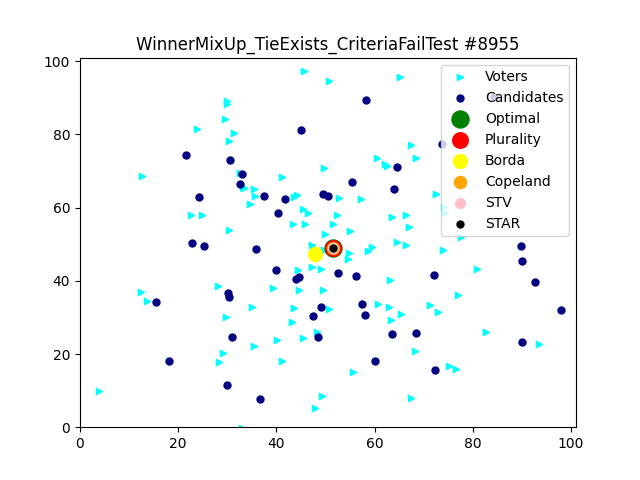 WinnerMixUp_TieExists_CriteriaFailTest #8955
100
80
60
40
20
0
0
20
40
60
80
100
Voters
Candidates
Optimal
Plurality
Borda
Copeland
STV
STAR